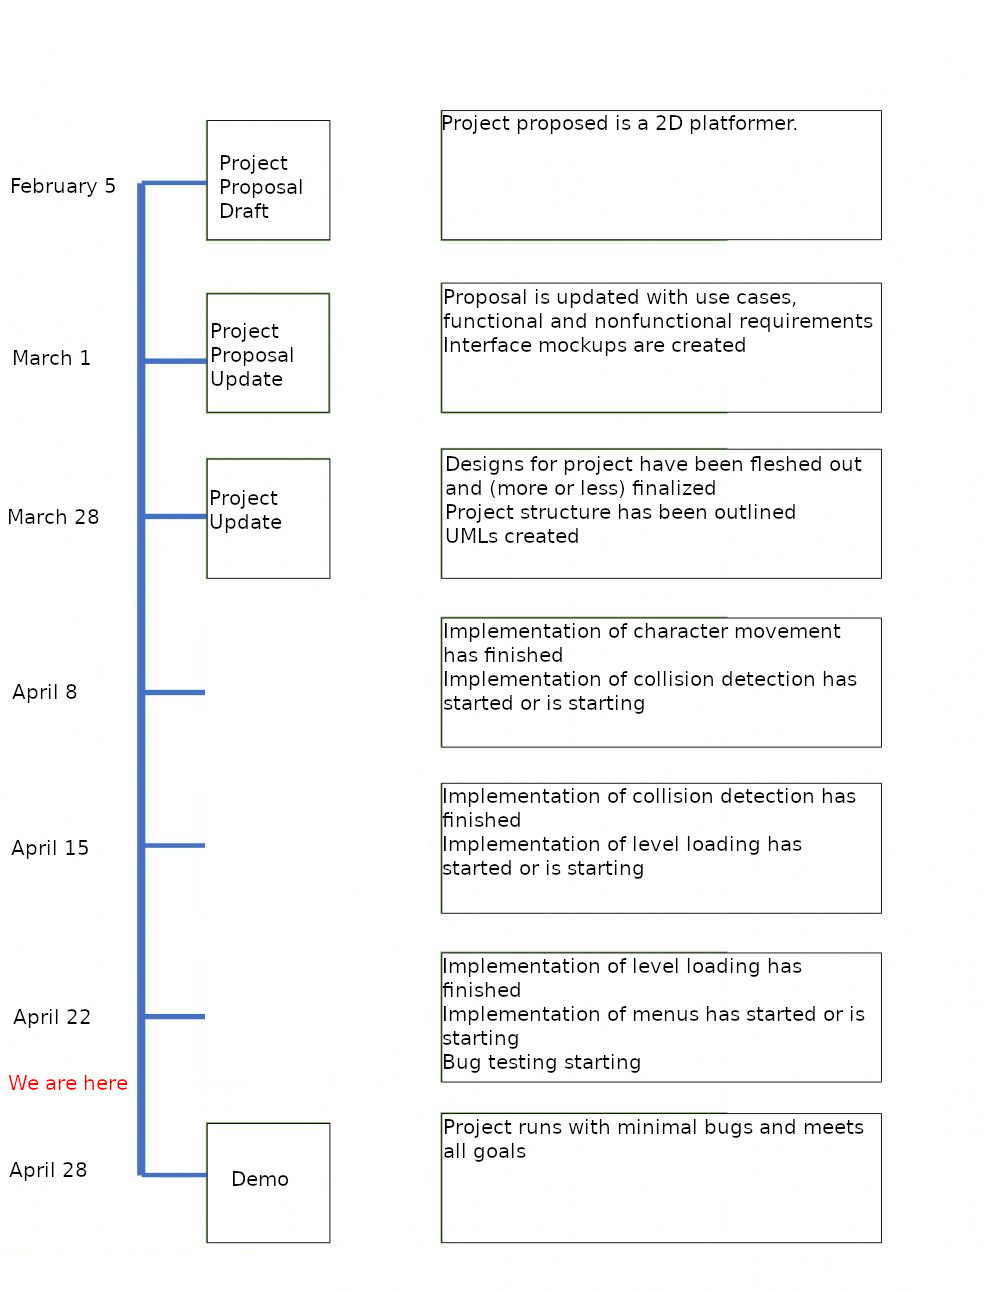 February 5
Project
Proposal
Draft
Project proposed is a 2D platformer.
March 1
Project
Proposal
Update
Proposal is updated with use cases,
functional and nonfunctional requirements
Interface mockups are created
March 28
Project
Update
Designs for project have been fleshed out
and (more or less) finalized
Project structure has been outlined
UMLs created
April 8
Implementation of character movement
has finished
Implementation of collision detection has
started or is starting
April 15
Implementation of collision detection has
finished
Implementation of level loading has
started or is starting
April 22
Implementation of level loading has
finished
Implementation of menus has started or is
starting
Bug testing starting
We are here
April 28
Demo
Project runs with minimal bugs and meets
all goals